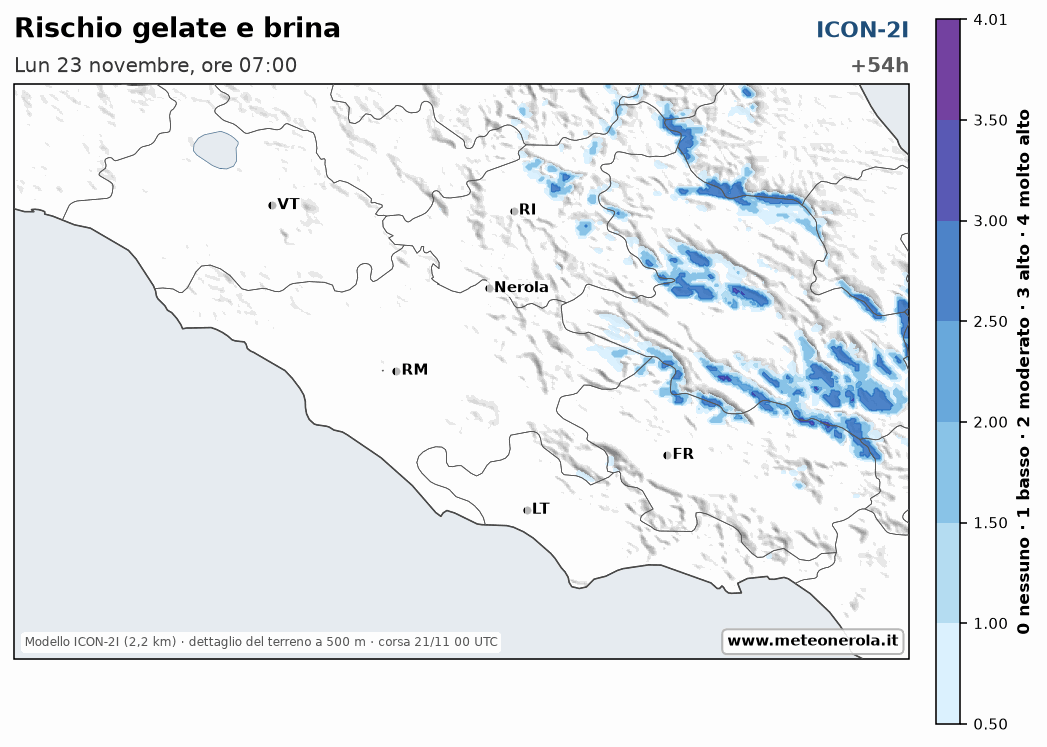 Rischio gelate e brina
ICON-2I
Lun 23 novembre, ore 07:00
+54h
4.01
3.50
3.00
2.50
2.00
1.50
1.00
0.50
0 nessuno · 1 basso · 2 moderato · 3 alto · 4 molto alto
VT
RI
Nerola
RM
FR
LT
Modello ICON-2I (2,2 km) · dettaglio del terreno a 500 m · corsa 21/11 00 UTC
www.meteonerola.it